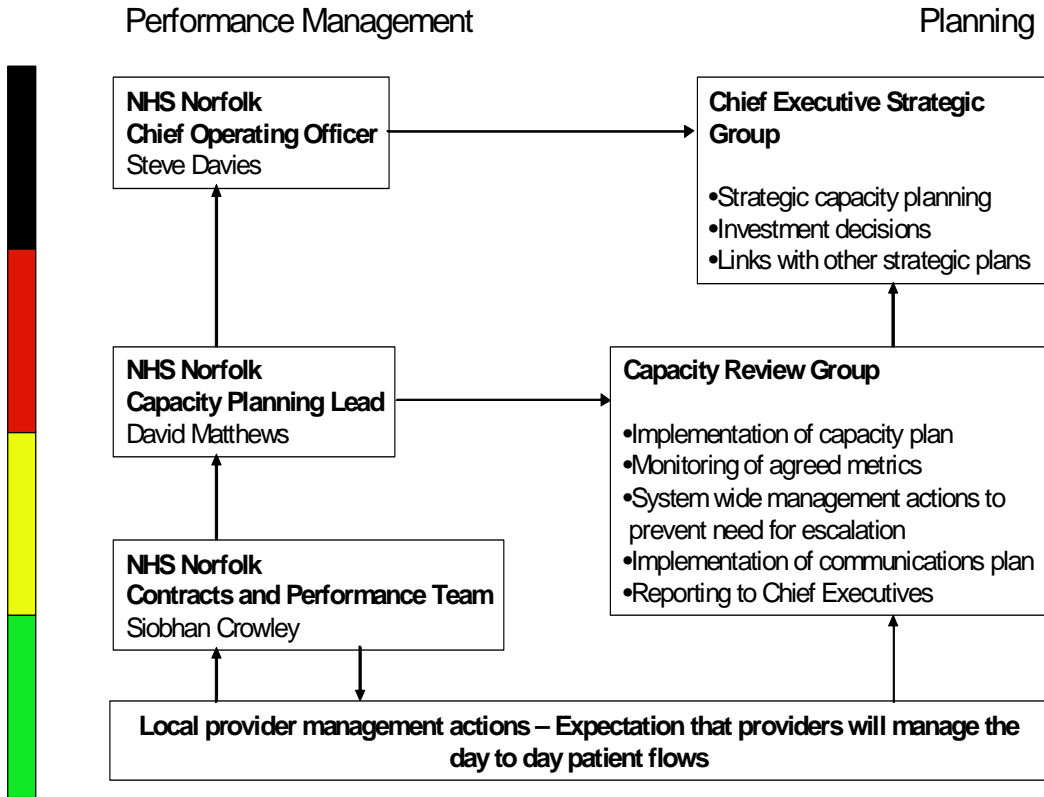 Performance Management
Planning
NHS Norfolk
Chief Operating Officer
Steve Davies
Chief Executive Strategic
Group
•Strategic capacity planning
•Investment decisions
•Links with other strategic plans
NHS Norfolk
Capacity Planning Lead
David Matthews
Capacity Review Group
•Implementation of capacity plan
•Monitoring of agreed metrics
•System wide management actions to
prevent need for escalation
•Implementation of communications plan
•Reporting to Chief Executives
NHS Norfolk
Contracts and Performance Team
Siobhan Crowley
Local provider management actions – Expectation that providers will manage the
day to day patient flows